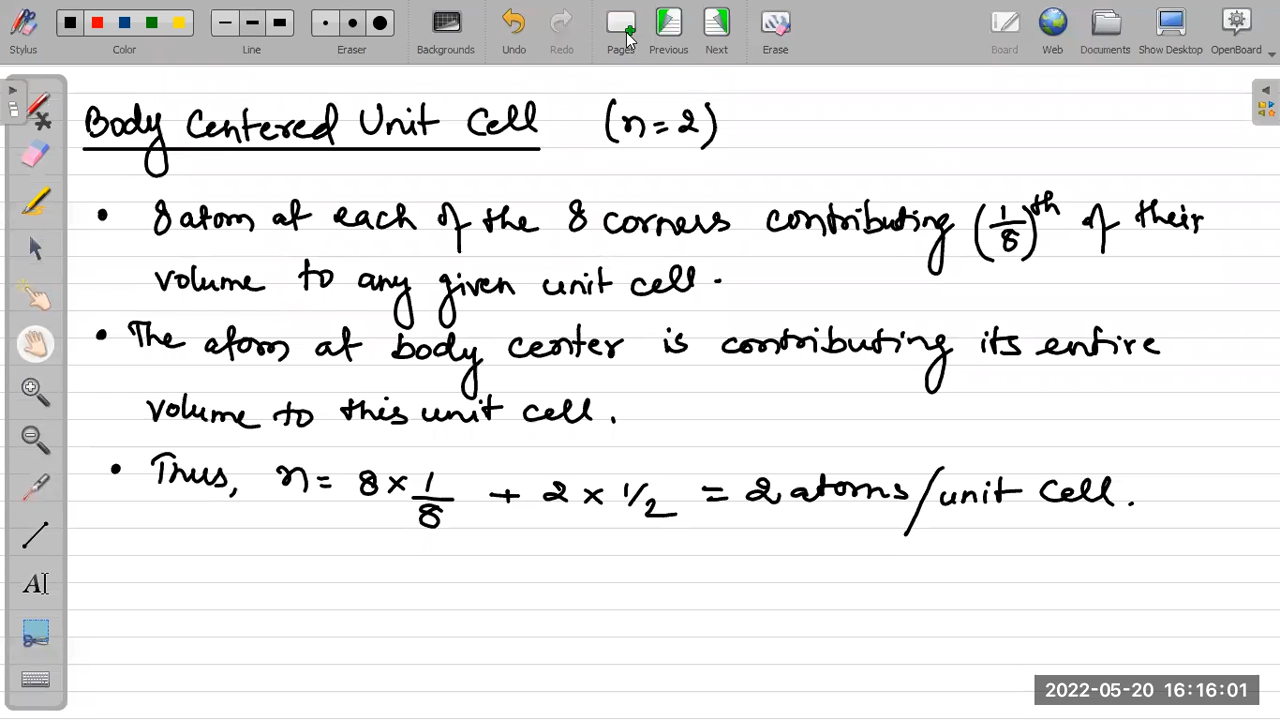 Stylus Color Line Eraser Backgrounds Undo Redo Pages Previous Next Erase Board Web Documents Show Desktop OpenBoard
Body Centered Unit Cell (n=2)
• 8 atom at each of the 8 corners contributing (1/8)th of their
volume to any given unit cell.
• The atom at body center is contributing its entire
volume to this unit cell.
• Thus, n = 8 × 1/8 + 2 × 1/2 = 2 atoms/unit cell.
2022-05-20 16:16:01